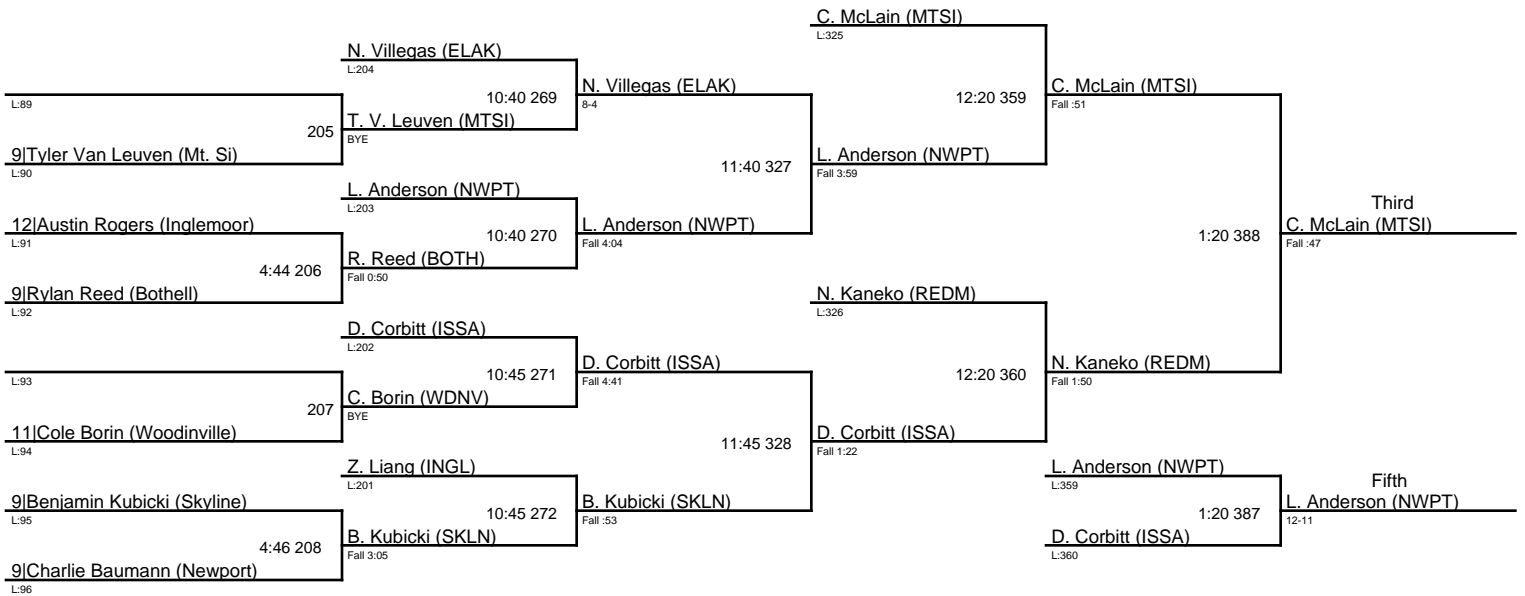 C. McLain (MTSI)
L:325
N. Villegas (ELAK)
L:204
10:40 269
N. Villegas (ELAK)
8-4
12:20 359
C. McLain (MTSI)
Fall :51
L:89
205
T. V. Leuven (MTSI)
BYE
9|Tyler Van Leuven (Mt. Si)
L:90
11:40 327
L. Anderson (NWPT)
Fall 3:59
L. Anderson (NWPT)
L:203
12|Austin Rogers (Inglemoor)
L:91
10:40 270
L. Anderson (NWPT)
Fall 4:04
1:20 388
Third
C. McLain (MTSI)
Fall :47
4:44 206
R. Reed (BOTH)
Fall 0:50
9|Rylan Reed (Bothell)
L:92
N. Kaneko (REDM)
L:326
D. Corbitt (ISSA)
L:202
10:45 271
D. Corbitt (ISSA)
Fall 4:41
12:20 360
N. Kaneko (REDM)
Fall 1:50
L:93
207
C. Borin (WDNV)
BYE
11|Cole Borin (Woodinville)
L:94
11:45 328
D. Corbitt (ISSA)
Fall 1:22
Z. Liang (INGL)
L:201
L. Anderson (NWPT)
L:359
9|Benjamin Kubicki (Skyline)
L:95
10:45 272
B. Kubicki (SKLN)
Fall :53
1:20 387
Fifth
L. Anderson (NWPT)
12-11
4:46 208
B. Kubicki (SKLN)
Fall 3:05
D. Corbitt (ISSA)
L:360
9|Charlie Baumann (Newport)
L:96